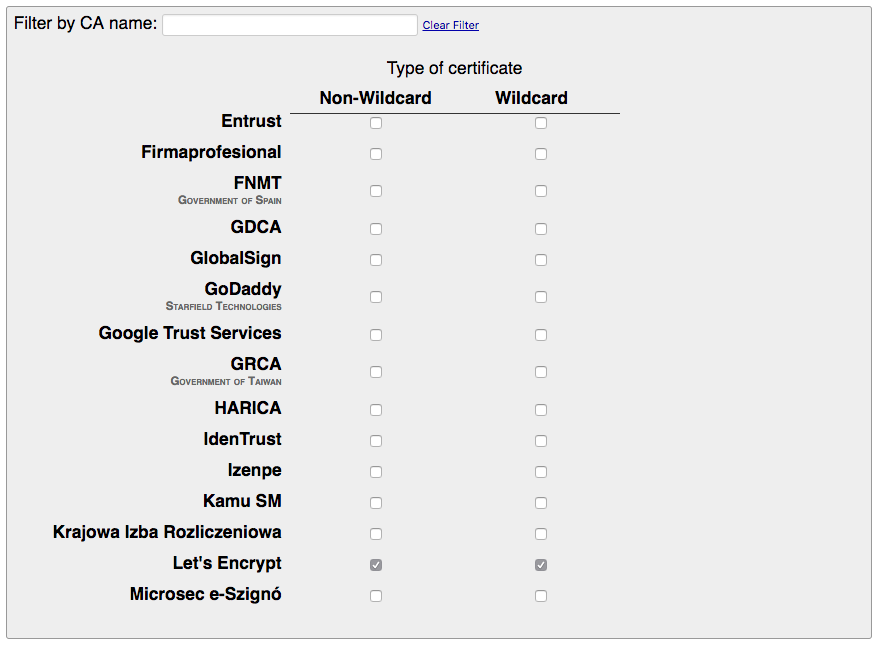 Filter by CA name: Clear Filter
Type of certificate
Non-Wildcard Wildcard
Entrust
Firmaprofesional
FNMT
Government of Spain
GDCA
GlobalSign
GoDaddy
Starfield Technologies
Google Trust Services
GRCA
Government of Taiwan
HARICA
IdenTrust
Izenpe
Kamu SM
Krajowa Izba Rozliczeniowa
Let's Encrypt
Microsec e-Szignó